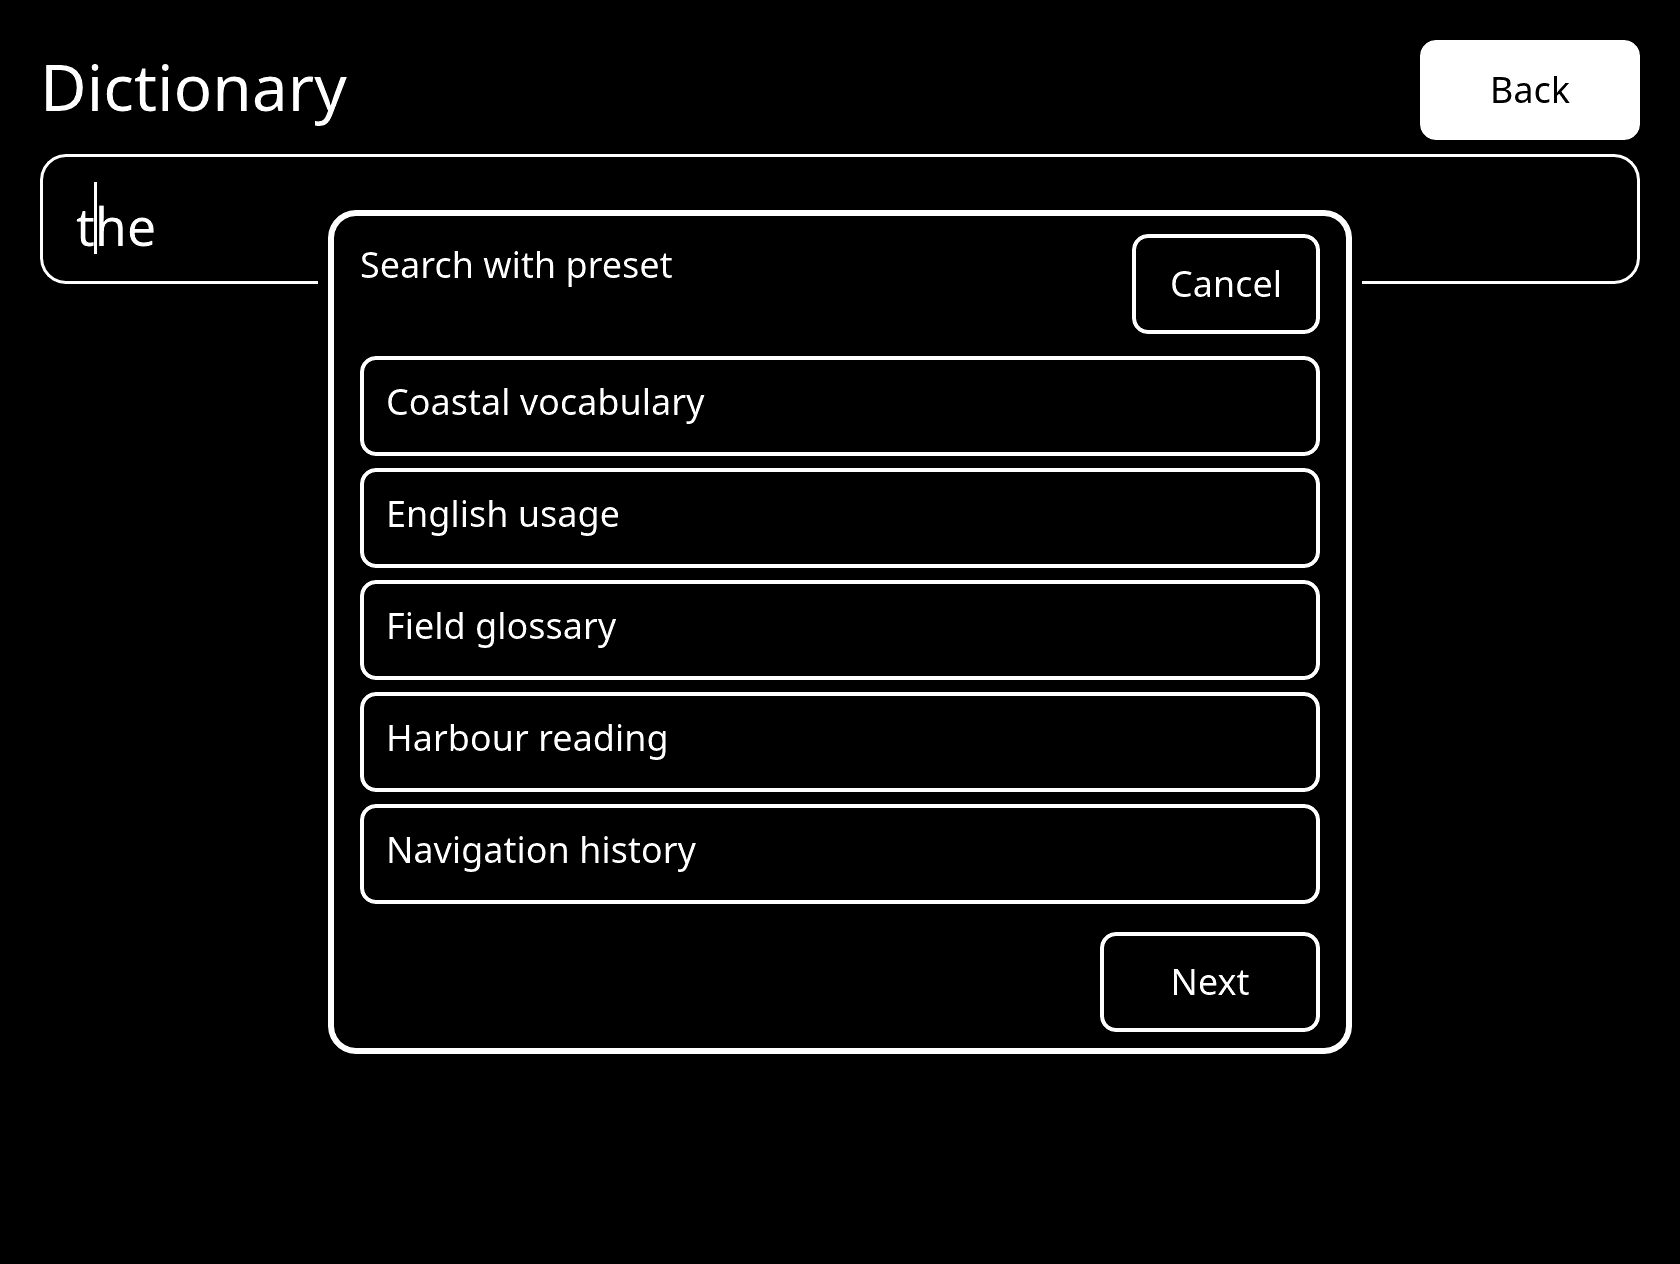 Dictionary
Back
the
Search with preset
Cancel
Coastal vocabulary
English usage
Field glossary
Harbour reading
Navigation history
Next